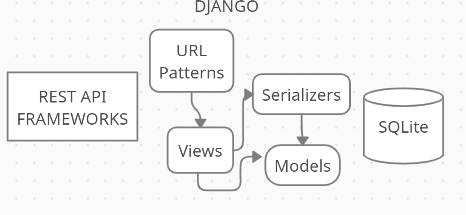 DJANGO
URL
Patterns
REST API
FRAMEWORKS
Serializers
SQLite
Views
Models